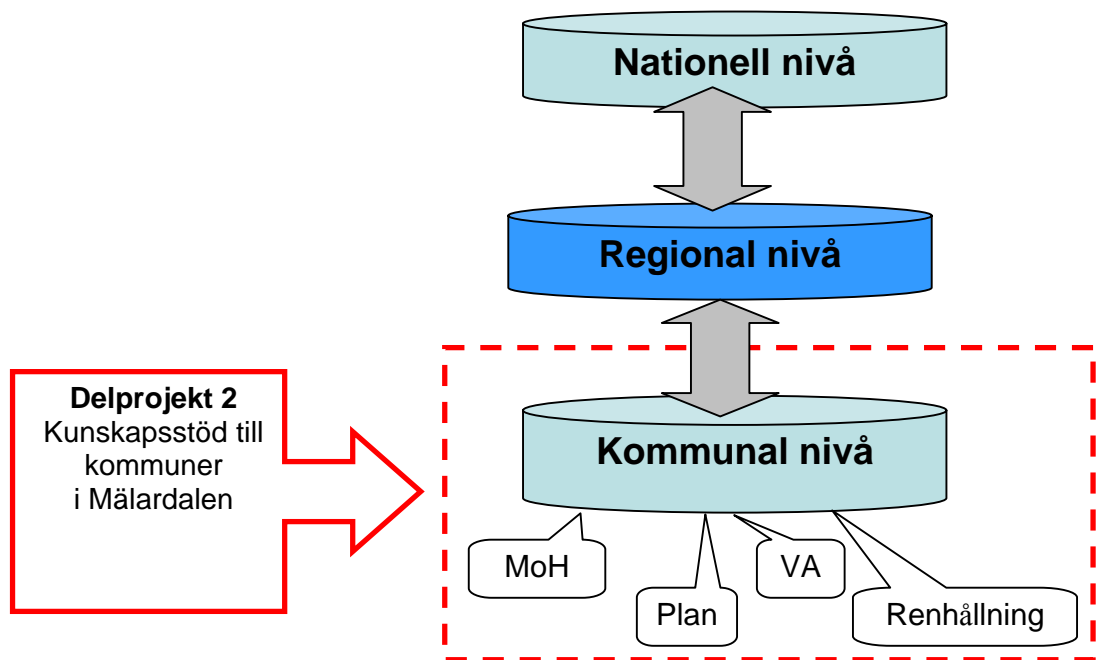 Nationell nivå
Regional nivå
Delprojekt 2
Kunskapsstöd till
kommuner
i Mälardalen
Kommunal nivå
MoH
VA
Plan
Renhållning